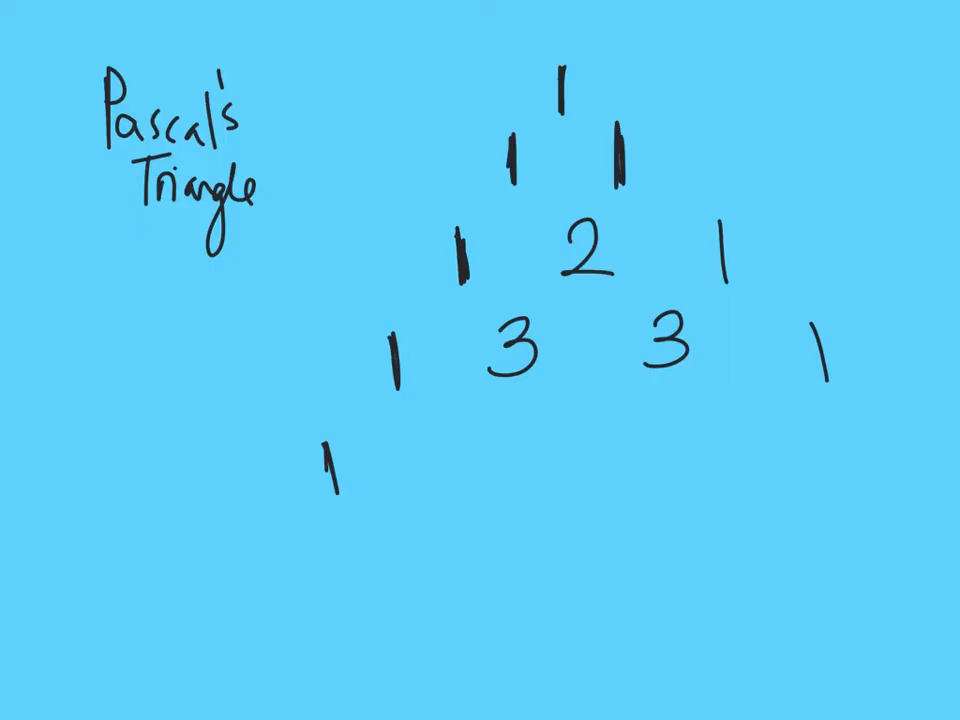 Pascal's
Triangle
1
1 1
1 2 1
1 3 3 1
1